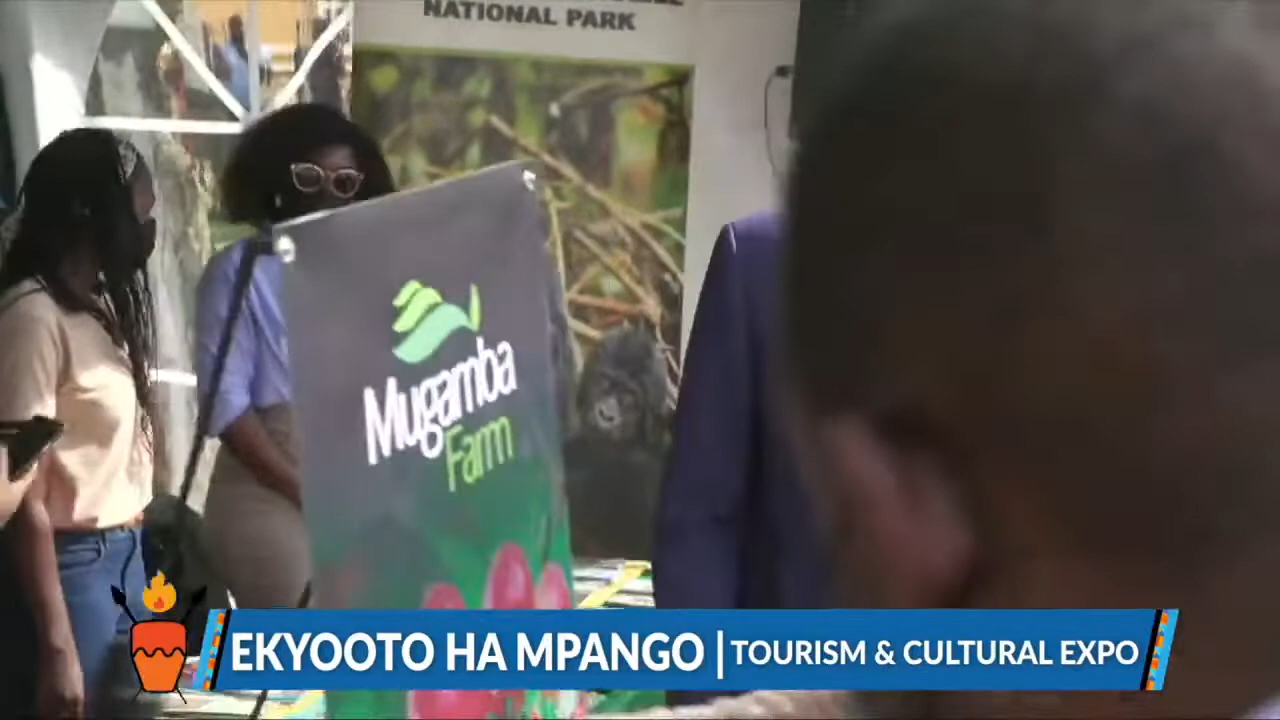 NATIONAL PARK
Mugamba
Farm
EKYOOTO HA MPANGO | TOURISM & CULTURAL EXPO